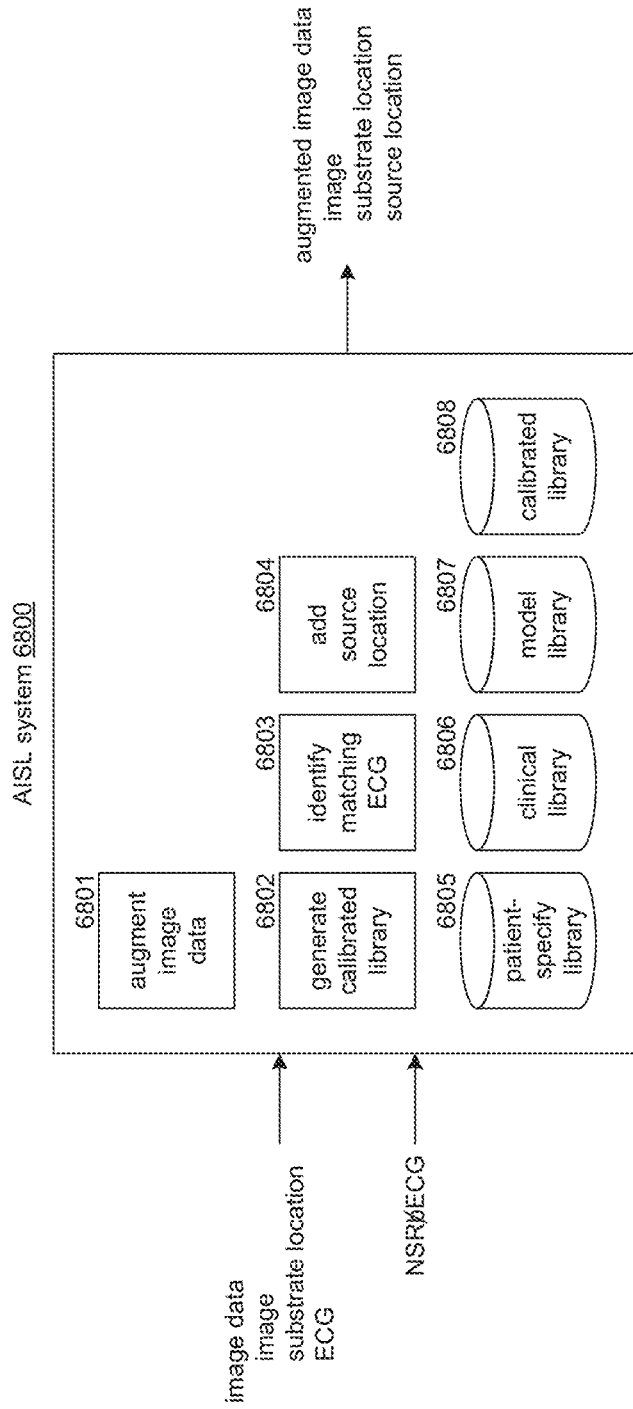 AISL system 6800
image data
image
substrate location
ECG
NSRꞵECG
6801
augment
image
data
6802
generate
calibrated
library
6803
identify
matching
ECG
6804
add
source
location
6805
patient-
specify
library
6806
clinical
library
6807
model
library
6808
calibrated
library
augmented image data
image
substrate location
source location